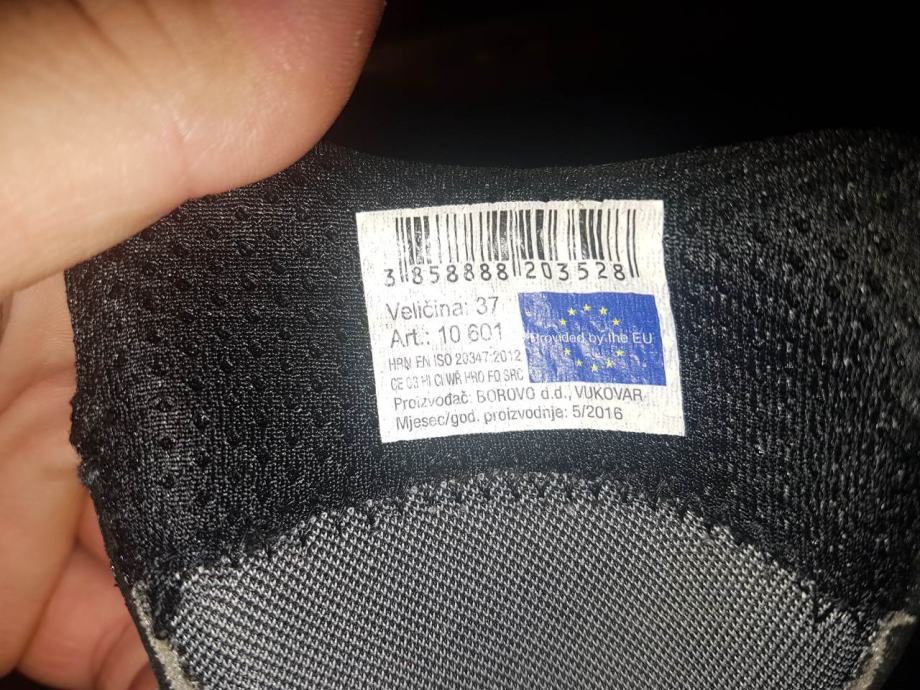 3 858888 203528
Veličina: 37
Art.: 10 601
Provided by the EU
HRN EN ISO 20347:2012
CE 03 HI CI WR HRO FO SRC
Proizvođač: BOROVO d.d., VUKOVAR
Mjesec/god. proizvodnje: 5/2016